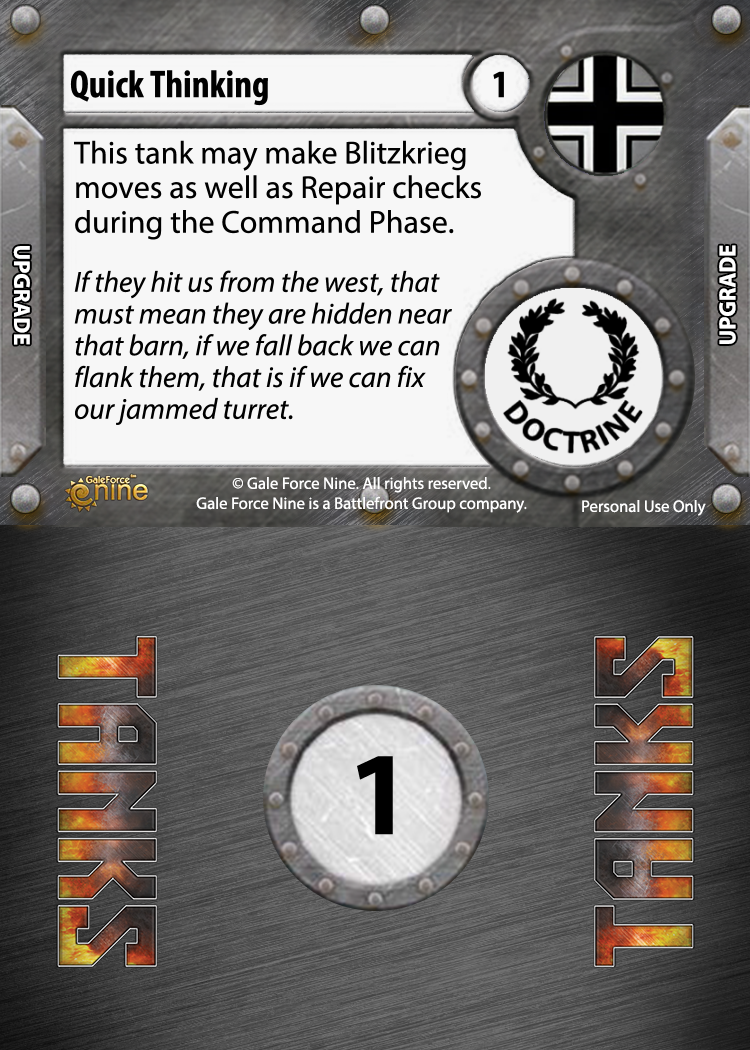 Quick Thinking
1
This tank may make Blitzkrieg
moves as well as Repair checks
during the Command Phase.
If they hit us from the west, that
must mean they are hidden near
that barn, if we fall back we can
flank them, that is if we can fix
our jammed turret.
UPGRADE
UPGRADE
DOCTRINE
GaleForce™
nine
© Gale Force Nine. All rights reserved.
Gale Force Nine is a Battlefront Group company.
Personal Use Only
TANKS
1
TANKS